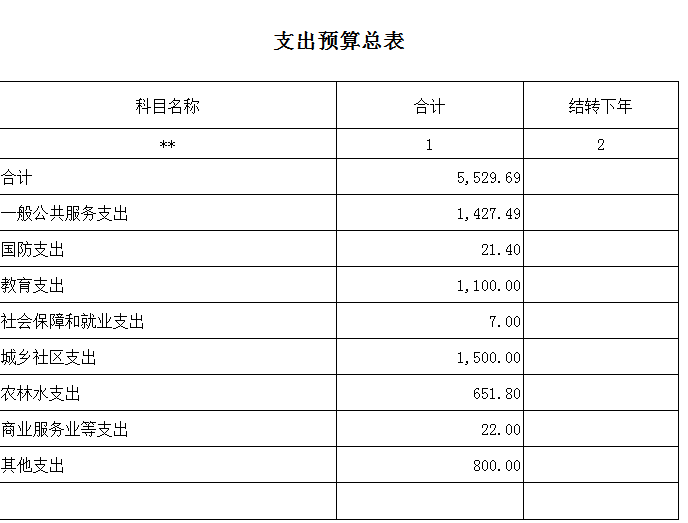 支出预算总表
科目名称 合计 结转下年
** 1 2
合计 5,529.69
一般公共服务支出 1,427.49
国防支出 21.40
教育支出 1,100.00
社会保障和就业支出 7.00
城乡社区支出 1,500.00
农林水支出 651.80
商业服务业等支出 22.00
其他支出 800.00